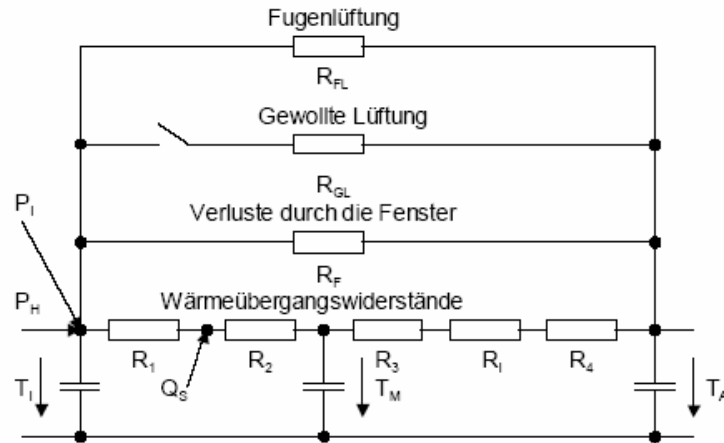 Fugenlüftung
R_FL
Gewollte Lüftung
R_GL
P_I
Verluste durch die Fenster
R_F
P_H
Wärmeübergangswiderstände
R_1 R_2 R_3 R_I R_4
T_I Q_S T_M T_A